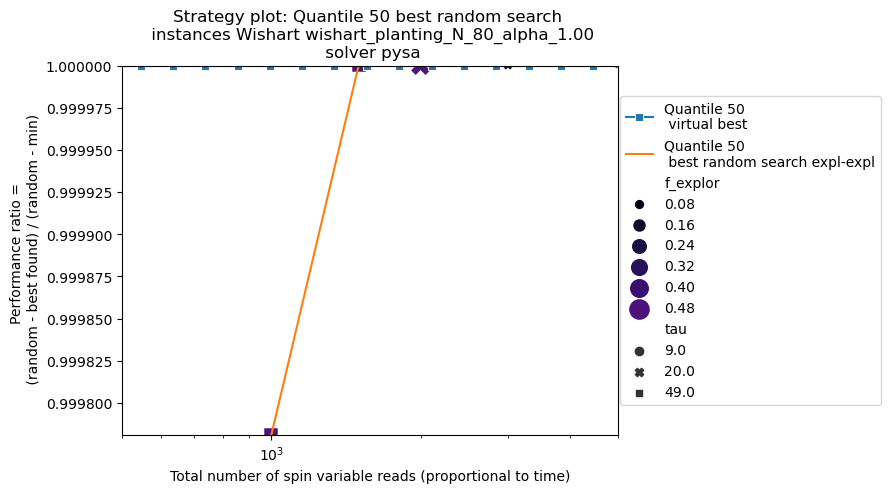 Strategy plot: Quantile 50 best random search
instances Wishart wishart_planting_N_80_alpha_1.00
solver pysa
Performance ratio =
(random - best found) / (random - min)
1.000000
0.999975
0.999950
0.999925
0.999900
0.999875
0.999850
0.999825
0.999800
10³
Total number of spin variable reads (proportional to time)
Quantile 50
virtual best
Quantile 50
best random search expl-expl
f_explor
0.08
0.16
0.24
0.32
0.40
0.48
tau
9.0
20.0
49.0